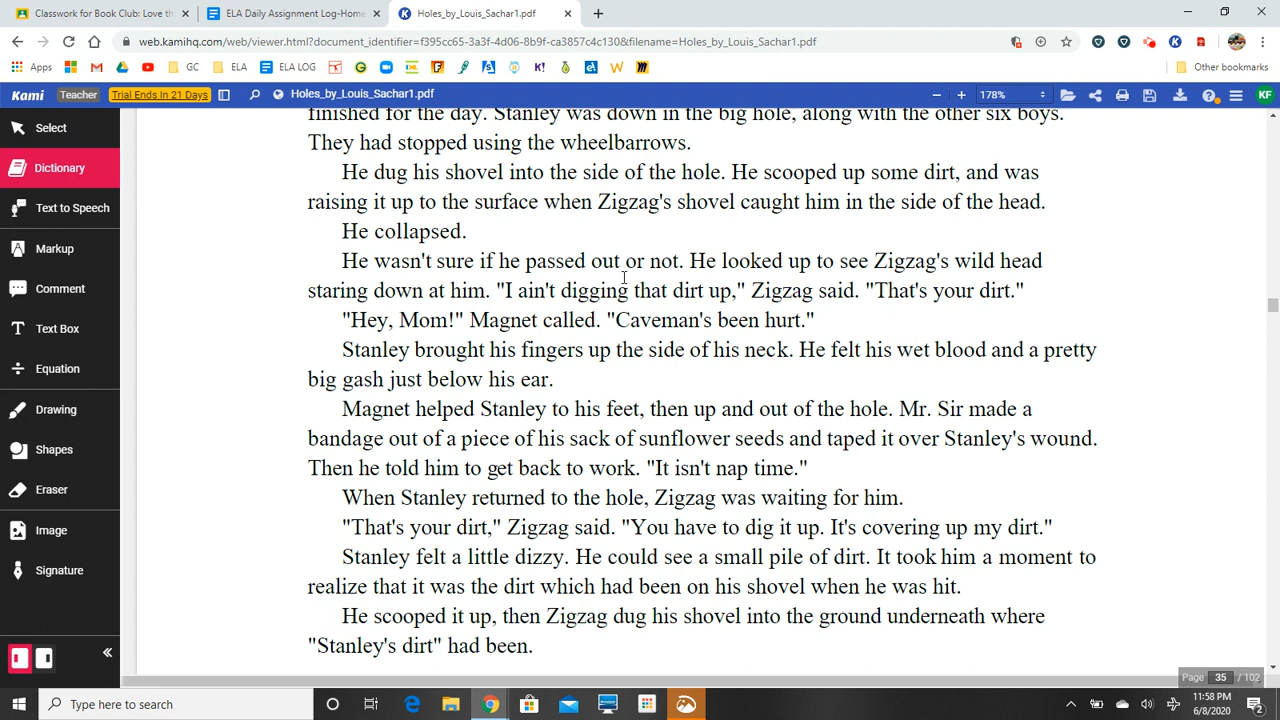 Classwork for Book Club: Love th
ELA Daily Assignment Log-Home
Holes_by_Louis_Sachar1.pdf
web.kamihq.com/web/viewer.html?document_identifier=f395cc65-3a3f-4d06-8b9f-ca3857c4c130&filename=Holes_by_Louis_Sachar1.pdf
Apps GC ELA ELA LOG Other bookmarks
Kami Teacher Trial Ends In 21 Days Holes_by_Louis_Sachar1.pdf 178% KF
Select
Dictionary
Text to Speech
Markup
Comment
Text Box
Equation
Drawing
Shapes
Eraser
Image
Signature
finished for the day. Stanley was down in the big hole, along with the other six boys.
They had stopped using the wheelbarrows.
He dug his shovel into the side of the hole. He scooped up some dirt, and was
raising it up to the surface when Zigzag's shovel caught him in the side of the head.
He collapsed.
He wasn't sure if he passed out or not. He looked up to see Zigzag's wild head
staring down at him. "I ain't digging that dirt up," Zigzag said. "That's your dirt."
"Hey, Mom!" Magnet called. "Caveman's been hurt."
Stanley brought his fingers up the side of his neck. He felt his wet blood and a pretty
big gash just below his ear.
Magnet helped Stanley to his feet, then up and out of the hole. Mr. Sir made a
bandage out of a piece of his sack of sunflower seeds and taped it over Stanley's wound.
Then he told him to get back to work. "It isn't nap time."
When Stanley returned to the hole, Zigzag was waiting for him.
"That's your dirt," Zigzag said. "You have to dig it up. It's covering up my dirt."
Stanley felt a little dizzy. He could see a small pile of dirt. It took him a moment to
realize that it was the dirt which had been on his shovel when he was hit.
He scooped it up, then Zigzag dug his shovel into the ground underneath where
"Stanley's dirt" had been.
Page 35 / 102
Type here to search
11:58 PM
6/8/2020